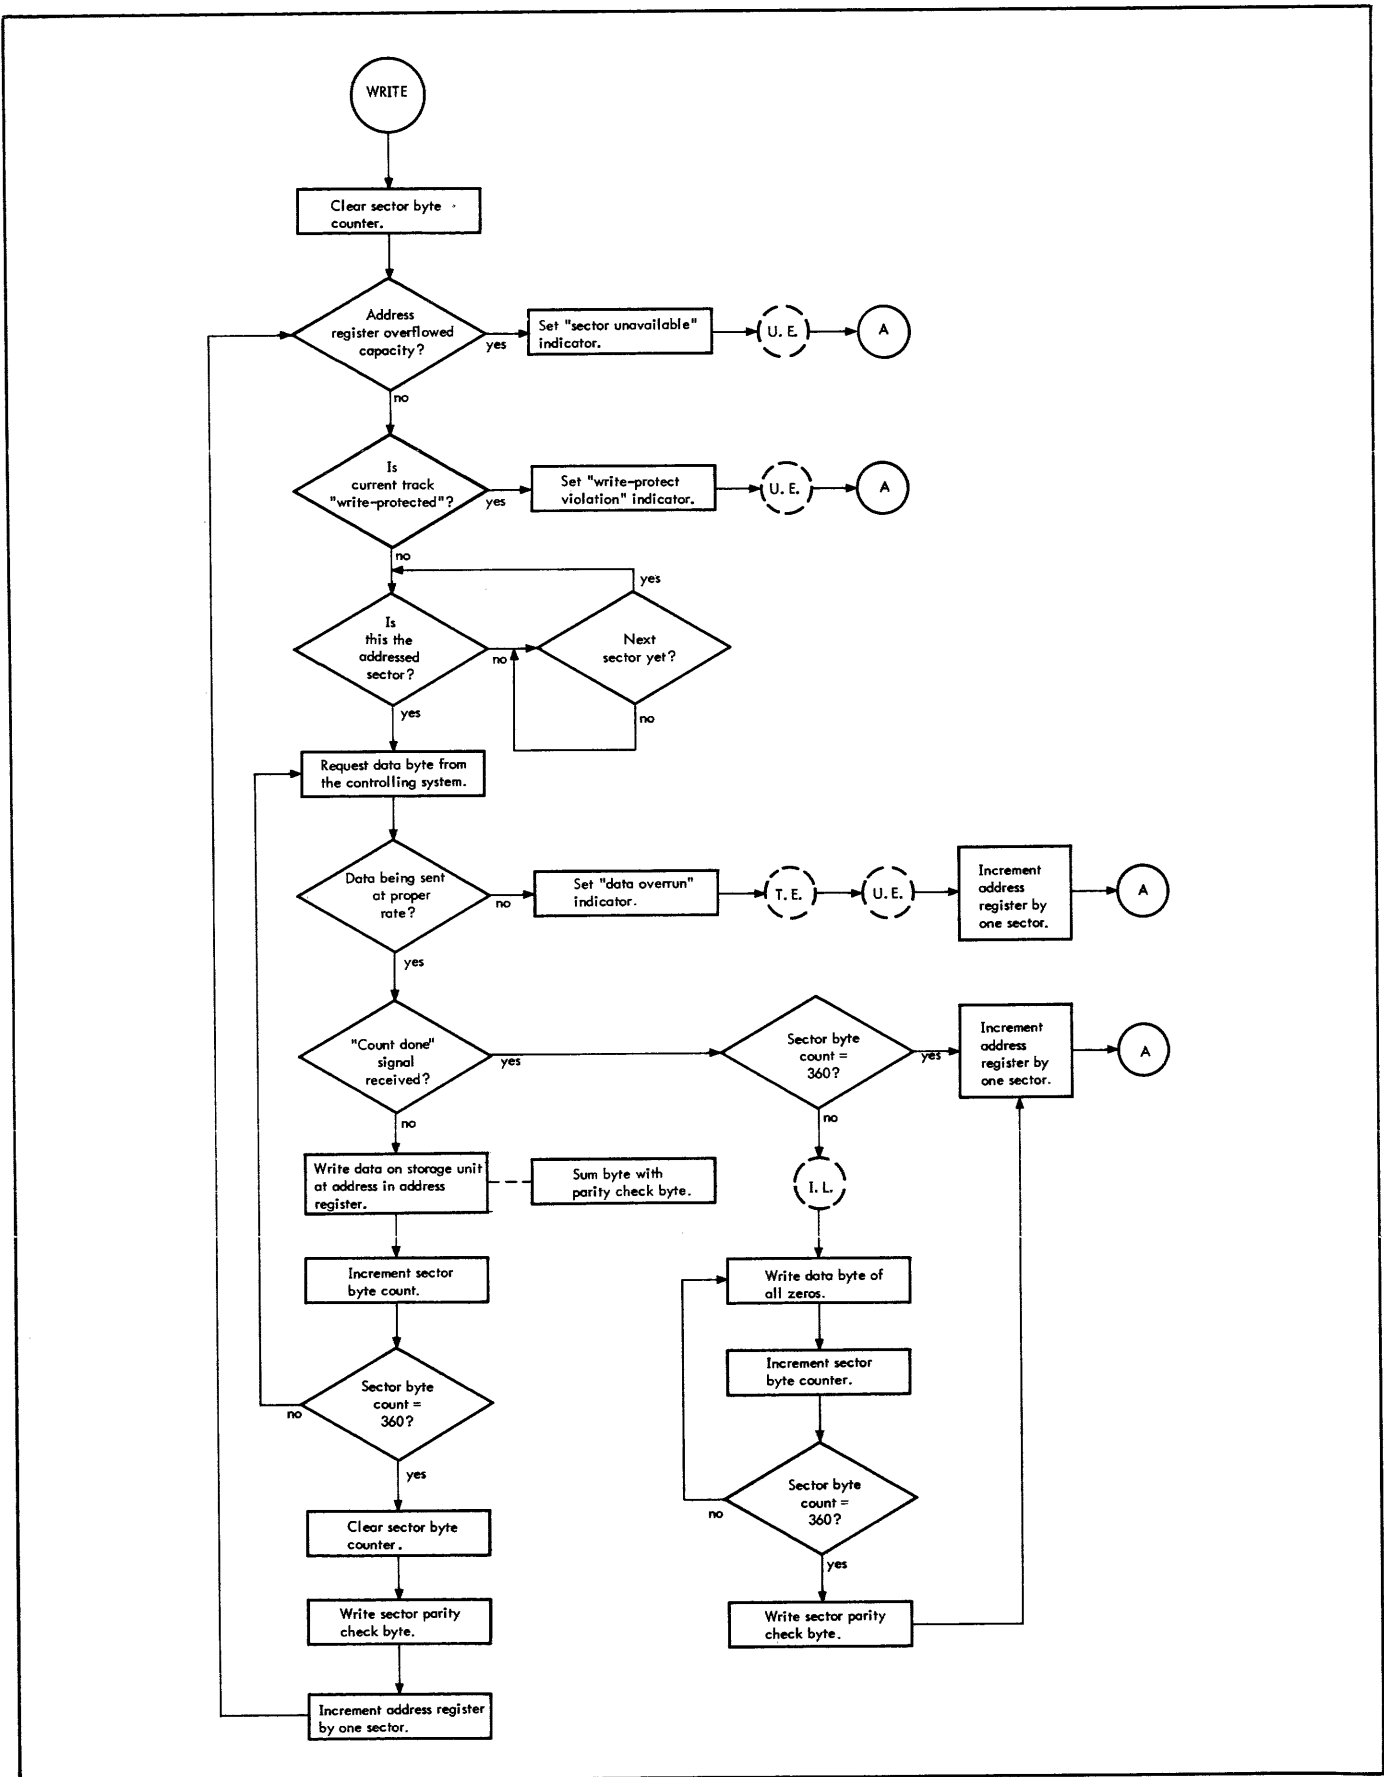 WRITE
Clear sector byte
counter.
Address
register overflowed
capacity?
yes
Set "sector unavailable"
indicator.
U. E.
A
no
Is
current track
"write-protected"?
yes
Set "write-protect
violation" indicator.
U. E.
A
no
yes
Is
this the
addressed
sector?
no
Next
sector yet?
yes
no
Request data byte from
the controlling system.
Data being sent
at proper
rate?
no
Set "data overrun"
indicator.
T. E.
U. E.
Increment
address
register by
one sector.
A
yes
"Count done"
signal
received?
yes
Sector byte
count =
360?
yes
Increment
address
register by
one sector.
A
no
no
Write data on storage unit
at address in address
register.
Sum byte with
parity check byte.
I. L.
Increment sector
byte count.
Write data byte of
all zeros.
Increment sector
byte counter.
Sector byte
count =
360?
no
yes
Sector byte
count =
360?
no
yes
Clear sector byte
counter.
Write sector parity
check byte.
Write sector parity
check byte.
Increment address register
by one sector.